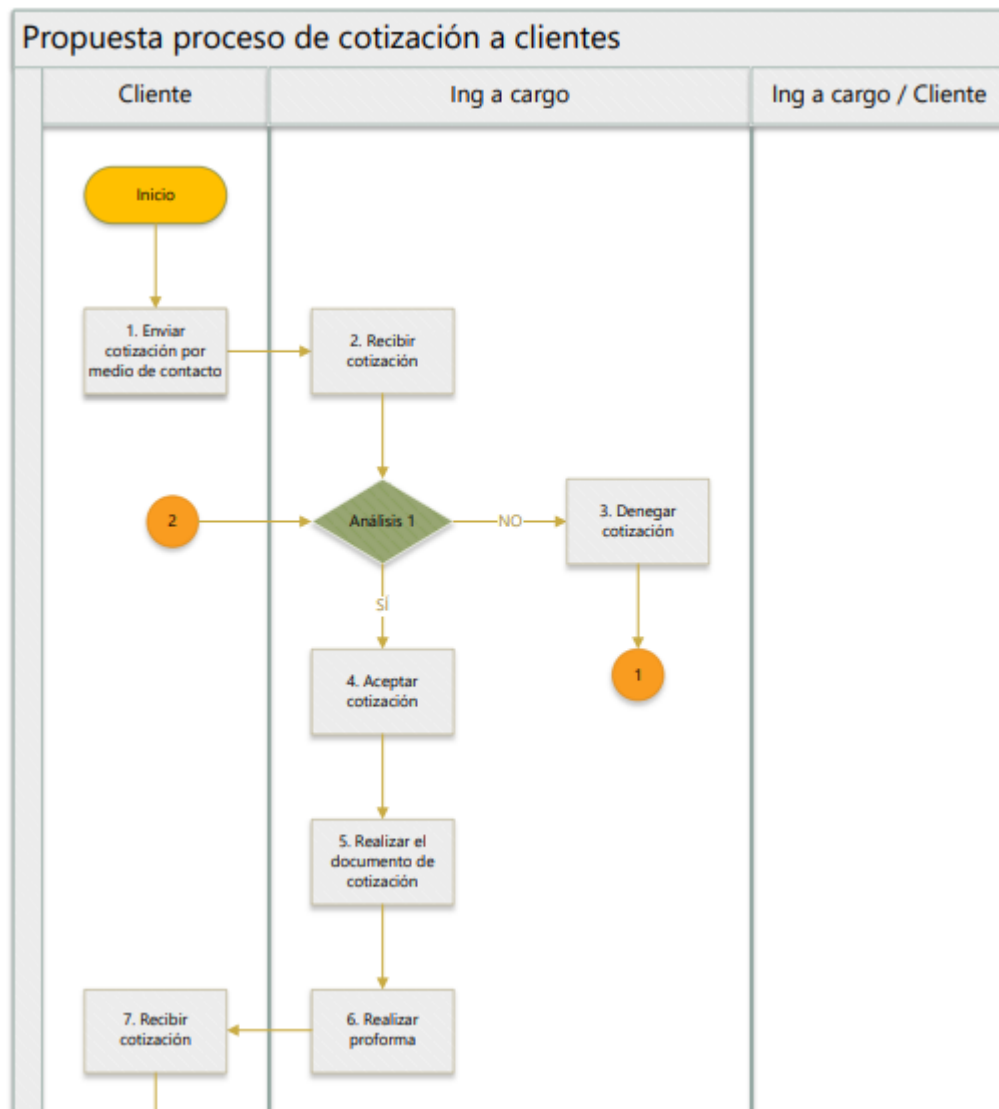 Propuesta proceso de cotización a clientes
Cliente
Ing a cargo
Ing a cargo / Cliente
Inicio
1. Enviar
cotización por
medio de contacto
2. Recibir
cotización
2
Análisis 1
NO
3. Denegar
cotización
SÍ
4. Aceptar
cotización
1
5. Realizar el
documento de
cotización
7. Recibir
cotización
6. Realizar
proforma